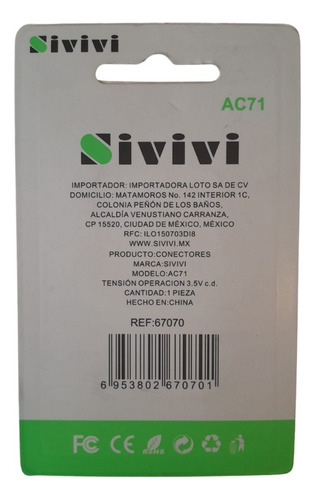 Sivivi
AC71
Sivivi
IMPORTADOR: IMPORTADORA LOTO SA DE CV
DOMICILIO: MATAMOROS No. 142 INTERIOR 1C,
COLONIA PEÑÓN DE LOS BAÑOS,
ALCALDÍA VENUSTIANO CARRANZA,
CP 15520, CIUDAD DE MÉXICO, MÉXICO
RFC: ILO150703DI8
WWW.SIVIVI.MX
PRODUCTO:CONECTORES
MARCA:SIVIVI
MODELO:AC71
TENSIÓN OPERACION 3.5V c.d.
CANTIDAD:1 PIEZA
HECHO EN:CHINA
REF:67070
6 953802 670701
FC CE RoHS